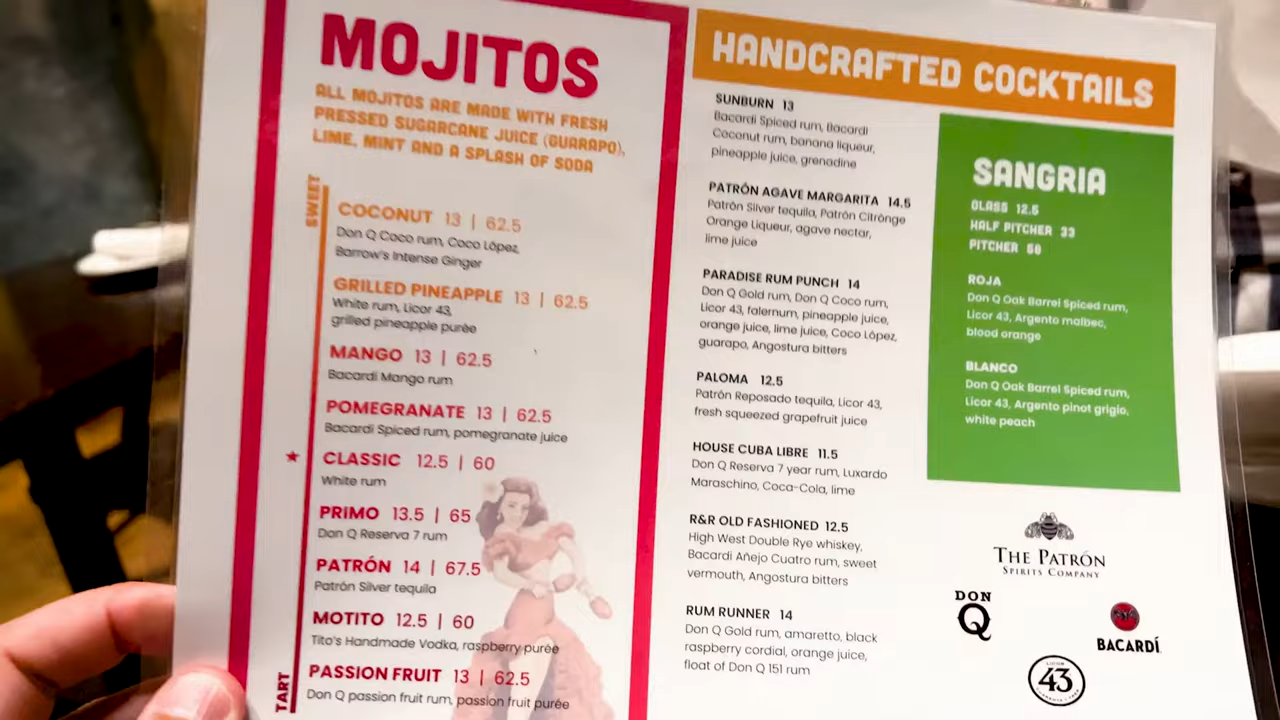 MOJITOS
ALL MOJITOS ARE MADE WITH FRESH
PRESSED SUGARCANE JUICE (GUARAPO),
LIME, MINT AND A SPLASH OF SODA
SWEET
COCONUT 13 | 62.5
Don Q Coco rum, Coco López,
Barrow's Intense Ginger
GRILLED PINEAPPLE 13 | 62.5
White rum, Licor 43,
grilled pineapple purée
MANGO 13 | 62.5
Bacardi Mango rum
POMEGRANATE 13 | 62.5
Bacardi Spiced rum, pomegranate juice
CLASSIC 12.5 | 60
White rum
PRIMO 13.5 | 65
Don Q Reserva 7 rum
PATRÓN 14 | 67.5
Patrón Silver tequila
MOTITO 12.5 | 60
Tito's Handmade Vodka, raspberry purée
PASSION FRUIT 13 | 62.5
Don Q passion fruit rum, passion fruit purée
TART
HANDCRAFTED COCKTAILS
SUNBURN 13
Bacardi Spiced rum, Bacardi
Coconut rum, banana liqueur,
pineapple juice, grenadine
PATRÓN AGAVE MARGARITA 14.5
Patrón Silver tequila, Patrón Citrónge
Orange Liqueur, agave nectar,
lime juice
PARADISE RUM PUNCH 14
Don Q Gold rum, Don Q Coco rum,
Licor 43, falernum, pineapple juice,
orange juice, lime juice, Coco López,
guarapo, Angostura bitters
PALOMA 12.5
Patrón Reposado tequila, Licor 43,
fresh squeezed grapefruit juice
HOUSE CUBA LIBRE 11.5
Don Q Reserva 7 year rum, Luxardo
Maraschino, Coca-Cola, lime
R&R OLD FASHIONED 12.5
High West Double Rye whiskey,
Bacardi Añejo Cuatro rum, sweet
vermouth, Angostura bitters
RUM RUNNER 14
Don Q Gold rum, amaretto, black
raspberry cordial, orange juice,
float of Don Q 151 rum
SANGRIA
GLASS 12.5
HALF PITCHER 33
PITCHER
ROJA
Don Q Oak Barrel Spiced rum,
Licor 43, Argento malbec,
blood orange
BLANCO
Don Q Oak Barrel Spiced rum,
Licor 43, Argento pinot grigio,
white peach
THE PATRÓN
SPIRITS COMPANY
DON
Q
BACARDÍ
LICOR
43